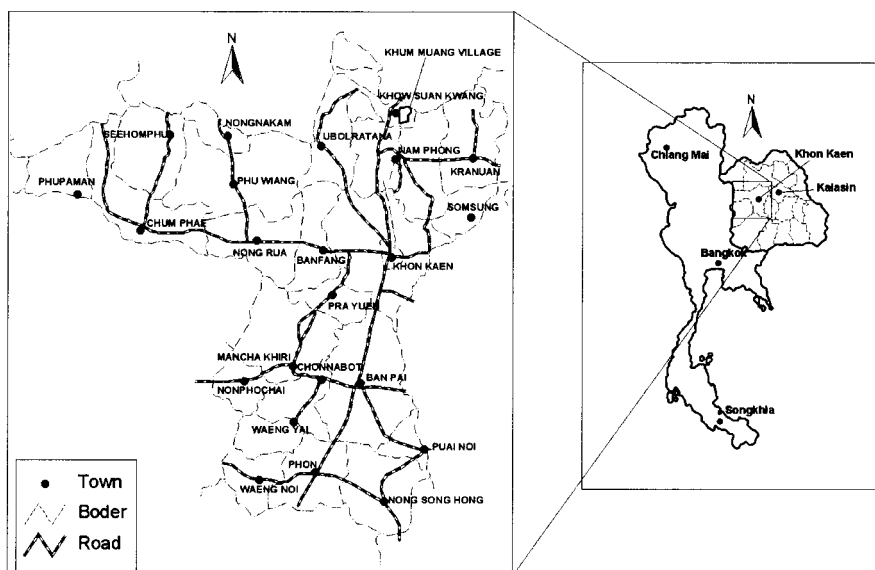 N
KHUM MUANG VILLAGE
KHOW SUAN KWANG
SEEHOMPHU
NONGNAKAM
UBOLRATANA
NAM PHONG
KRANUAN
PHUPAMAN
PHU WIANG
SOMSUNG
CHUM PHAE
NONG RUA
BANFANG
KHON KAEN
PRA YUEN
MANCHA KHIRI
CHONNABOT
NONPHOCHAI
BAN PAI
WAENG YAI
PUAI NOI
PHON
WAENG NOI
NONG SONG HONG
Town
Boder
Road
N
Chiang Mai
Khon Kaen
Kalasin
Bangkok
Songkhla